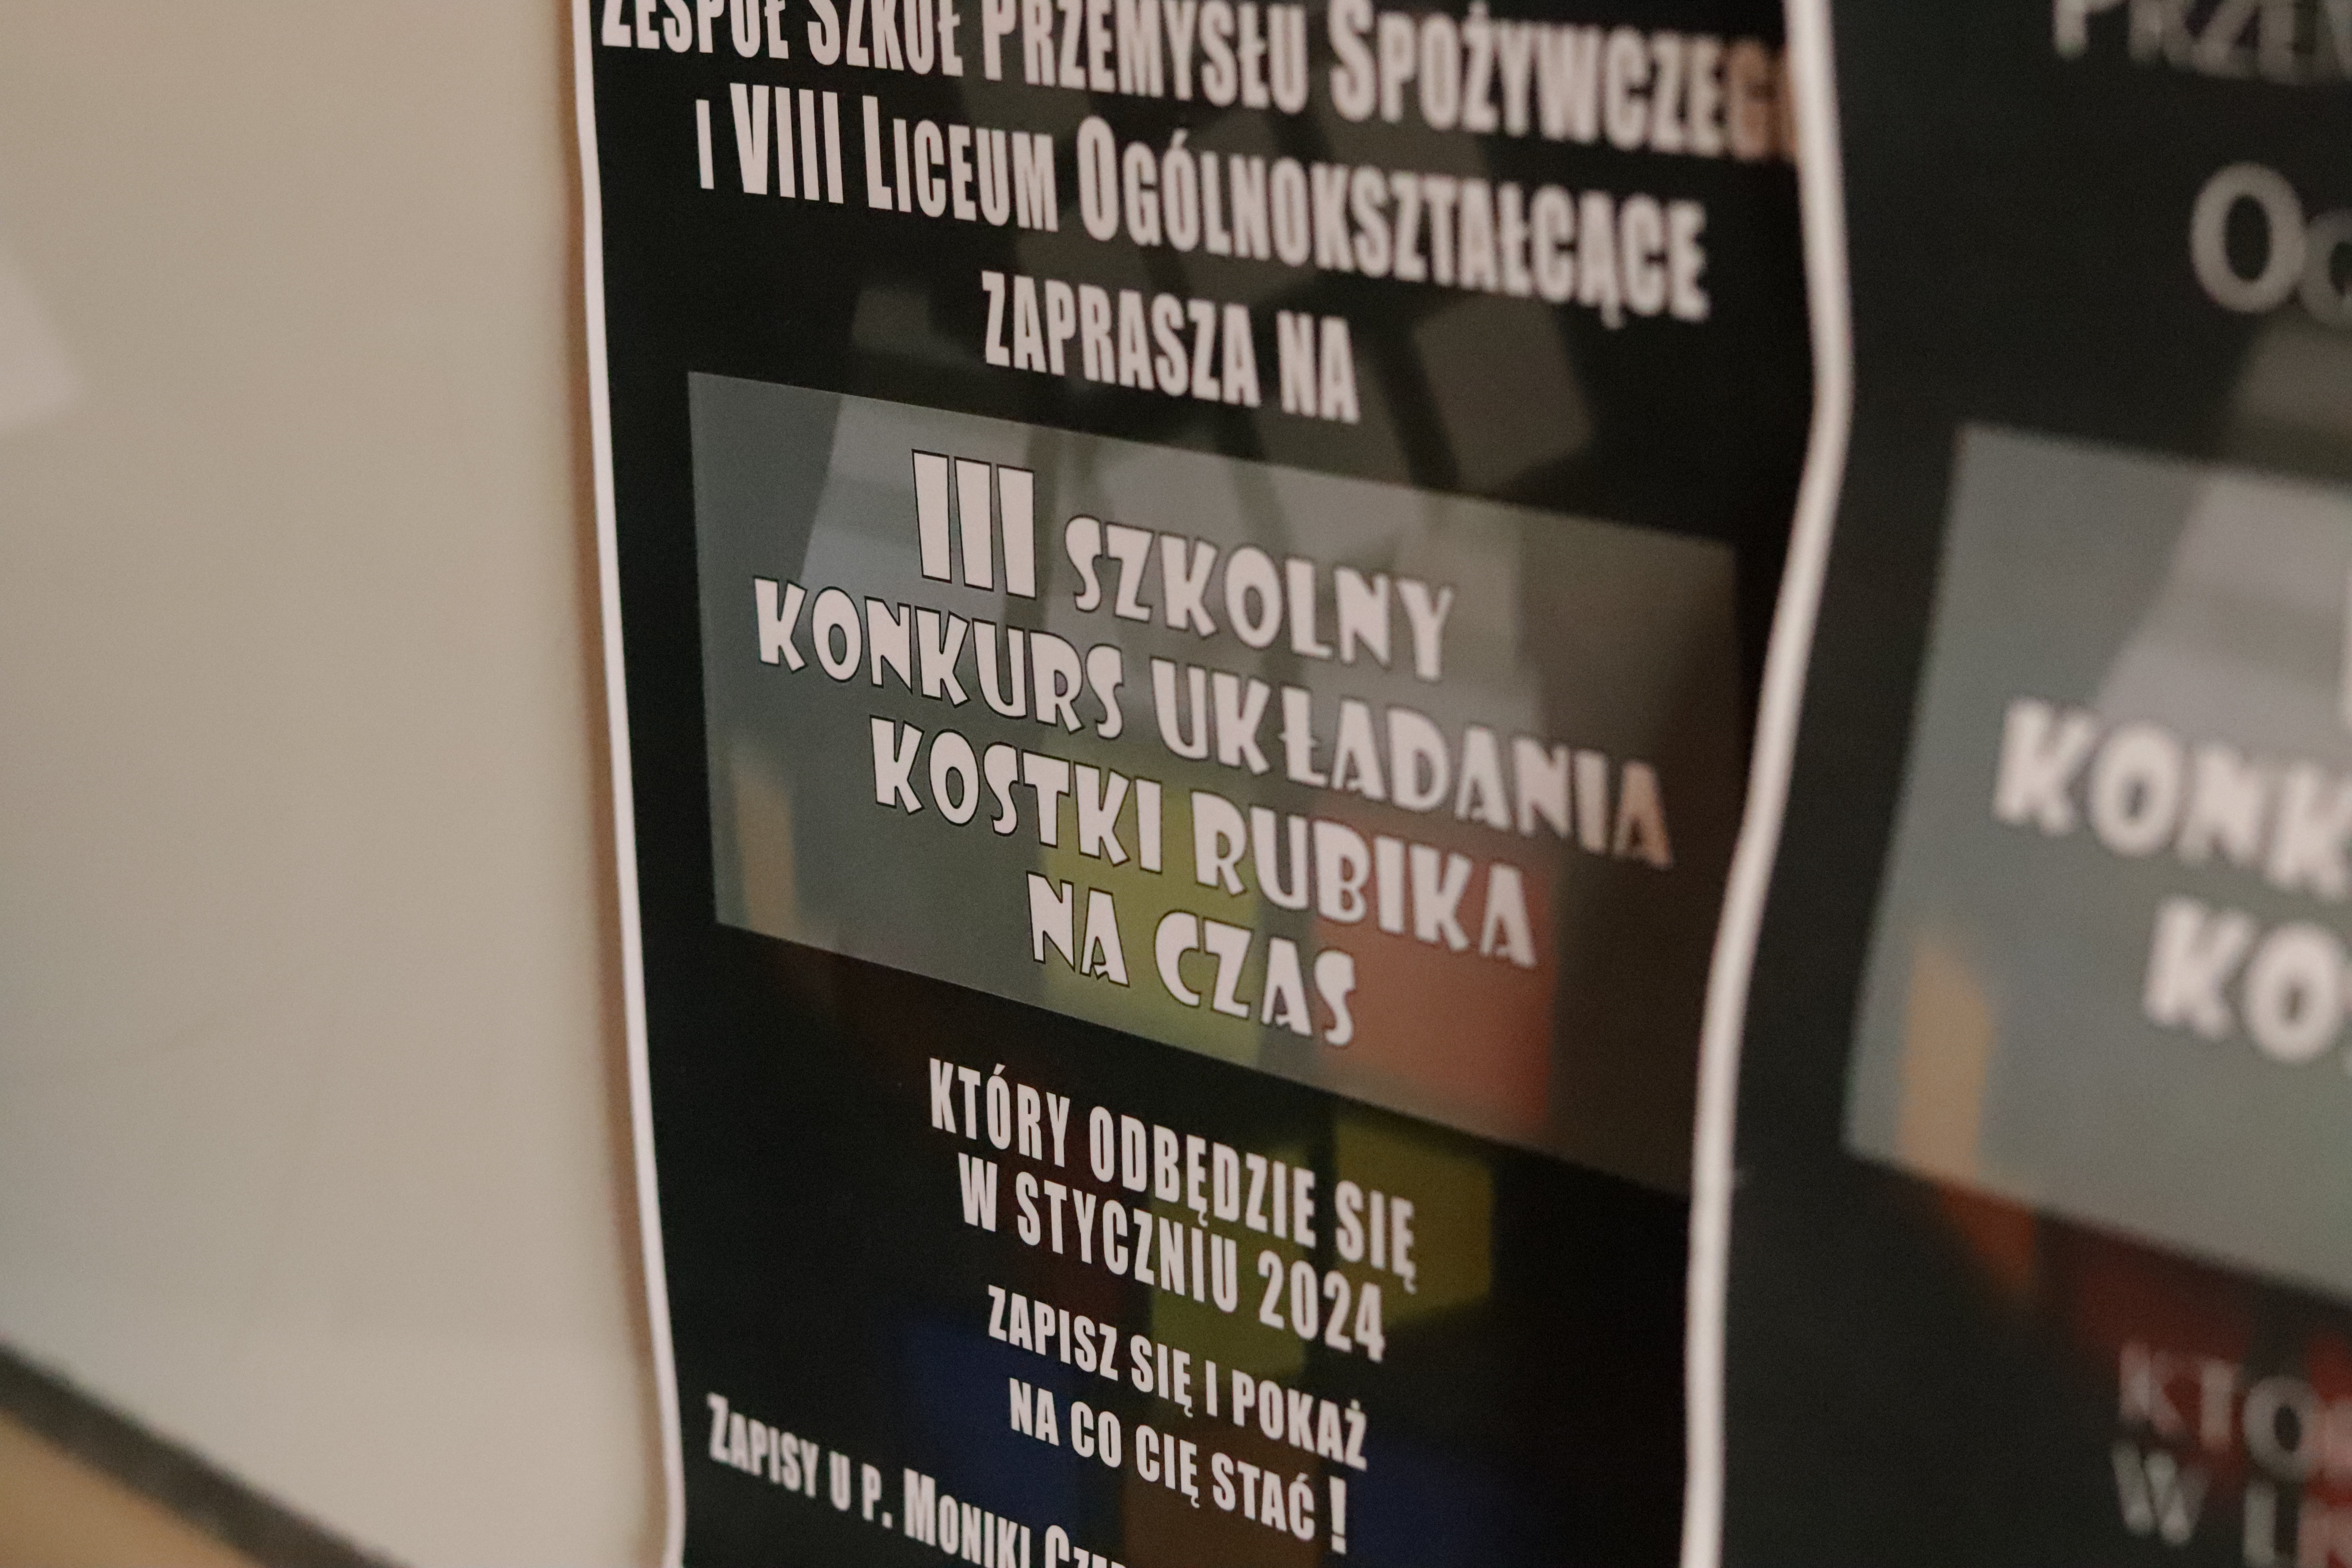 ZESPÓŁ SZKÓŁ PRZEMYSŁU SPOŻYWCZEGO
I VIII LICEUM OGÓLNOKSZTAŁCĄCE
ZAPRASZA NA
III SZKOLNY
KONKURS UKŁADANIA
KOSTKI RUBIKA
NA CZAS
KTÓRY ODBĘDZIE SIĘ
W STYCZNIU 2024
ZAPISZ SIĘ I POKAŻ
NA CO CIĘ STAĆ !
ZAPISY U P. MONIKI